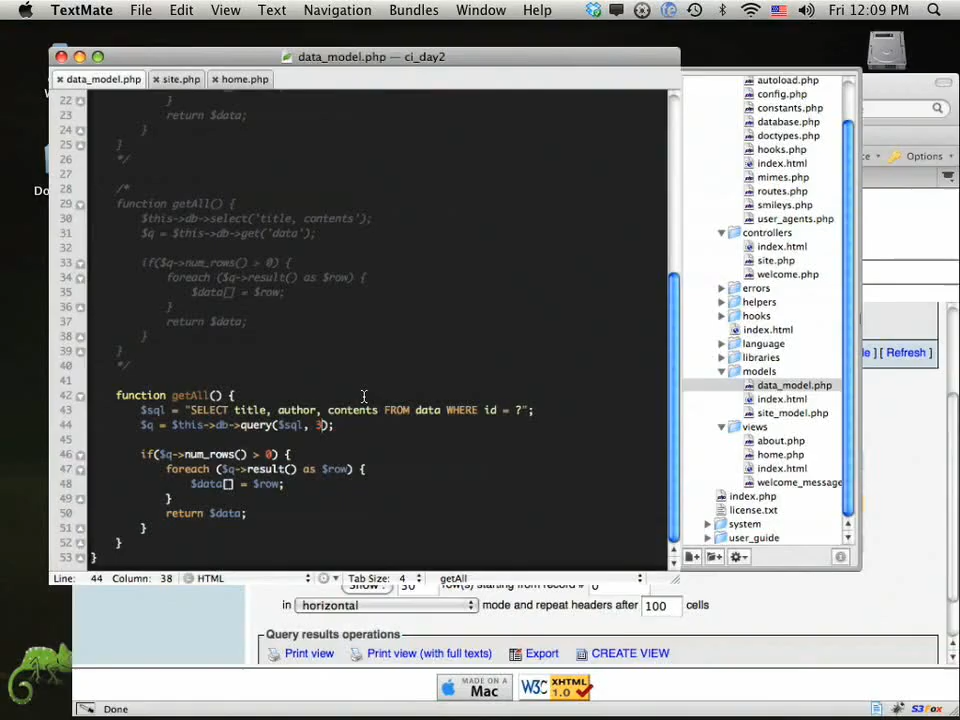 TextMate File Edit View Text Navigation Bundles Window Help Fri 12:09 PM
data_model.php — ci_day2
data_model.php site.php home.php
22 }
23 return $data;
24 }
25 }
26 */
27
28 /*
29 function getAll() {
30 $this->db->select('title, contents');
31 $q = $this->db->get('data');
32
33 if($q->num_rows() > 0) {
34 foreach ($q->result() as $row) {
35 $data[] = $row;
36 }
37 return $data;
38 }
39 }
40 */
41
42 function getAll() {
43 $sql = "SELECT title, author, contents FROM data WHERE id = ?";
44 $q = $this->db->query($sql, 3);
45
46 if($q->num_rows() > 0) {
47 foreach ($q->result() as $row) {
48 $data[] = $row;
49 }
50 return $data;
51 }
52 }
53 }
Line: 44 Column: 38 HTML Tab Size: 4 getAll
autoload.php
config.php
constants.php
database.php
doctypes.php
hooks.php
index.html
mimes.php
routes.php
smileys.php
user_agents.php
controllers
index.html
site.php
welcome.php
errors
helpers
hooks
index.html
language
libraries
models
data_model.php
index.html
site_model.php
views
about.php
home.php
index.html
welcome_message
index.php
license.txt
system
user_guide
Options
] [ Refresh ]
Do
Show : 30 row(s) starting from record # 0
in horizontal mode and repeat headers after 100 cells
Query results operations
Print view Print view (with full texts) Export CREATE VIEW
MADE ON A
Mac
W3C XHTML
1.0
Done S3Fox